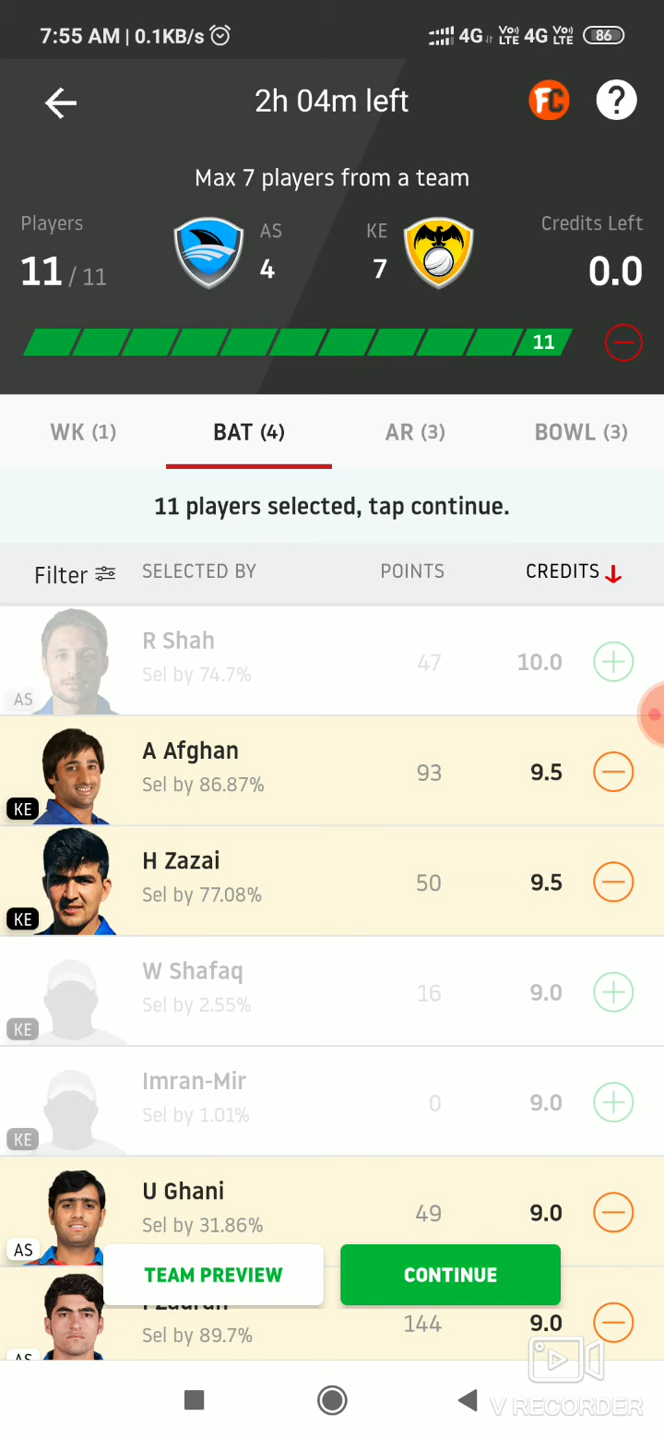 7:55 AM | 0.1KB/s 4G Vo) LTE 4G Vo) LTE 86
2h 04m left FC ?
Max 7 players from a team
Players AS KE Credits Left
11 / 11 4 7 0.0
11
WK (1) BAT (4) AR (3) BOWL (3)
11 players selected, tap continue.
Filter SELECTED BY POINTS CREDITS
R Shah
Sel by 74.7% 47 10.0
AS
A Afghan
Sel by 86.87% 93 9.5
KE
H Zazai
Sel by 77.08% 50 9.5
KE
W Shafaq
Sel by 2.55% 16 9.0
KE
Imran-Mir
Sel by 1.01% 0 9.0
KE
U Ghani
Sel by 31.86% 49 9.0
AS
TEAM PREVIEW CONTINUE
Sel by 89.7% 144 9.0
V RECORDER